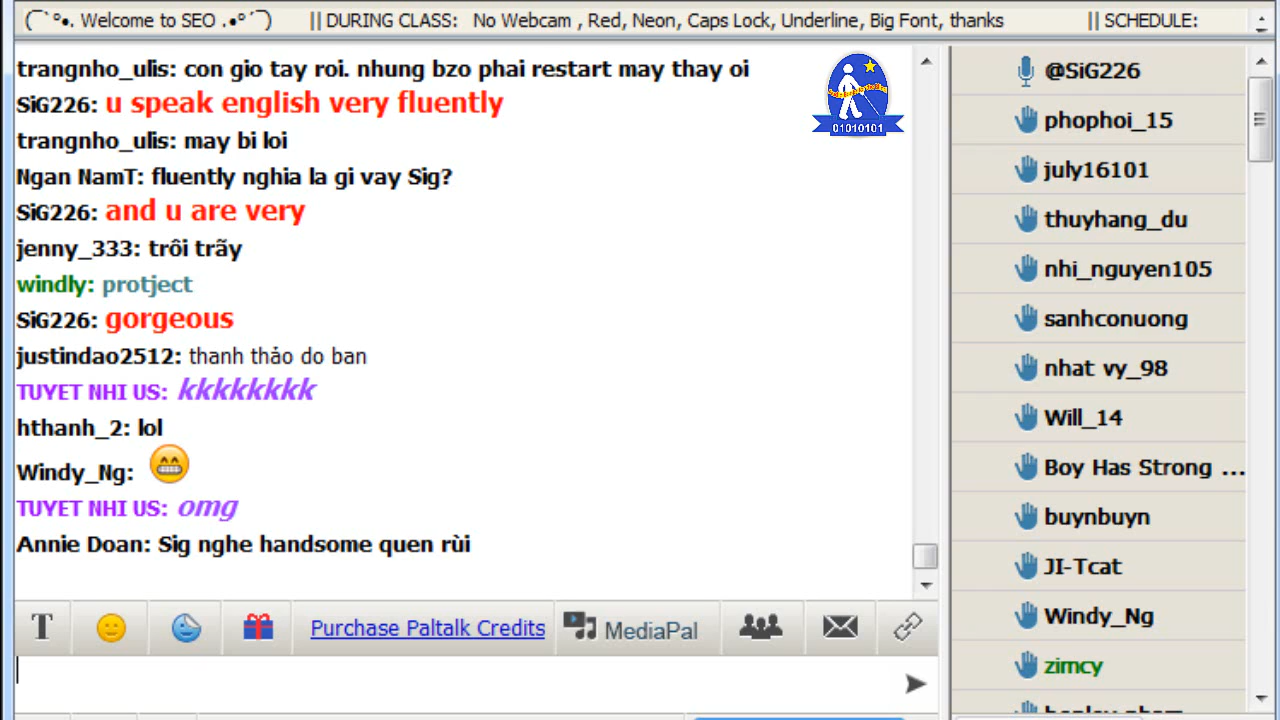 (¯`°•. Welcome to SEO .•°´¯) || DURING CLASS: No Webcam , Red, Neon, Caps Lock, Underline, Big Font, thanks || SCHEDULE:
trangnho_ulis: con gio tay roi. nhung bzo phai restart may thay oi
SiG226: u speak english very fluently
trangnho_ulis: may bi loi
Ngan NamT: fluently nghia la gi vay Sig?
SiG226: and u are very
jenny_333: trôi trãy
windly: protject
SiG226: gorgeous
justindao2512: thanh thảo do ban
TUYET NHI US: kkkkkkkk
hthanh_2: lol
Windy_Ng:
TUYET NHI US: omg
Annie Doan: Sig nghe handsome quen rùi
01010101
T
Purchase Paltalk Credits
MediaPal
@SiG226
phophoi_15
july16101
thuyhang_du
nhi_nguyen105
sanhconuong
nhat vy_98
Will_14
Boy Has Strong ...
buynbuyn
JI-Tcat
Windy_Ng
zimcy